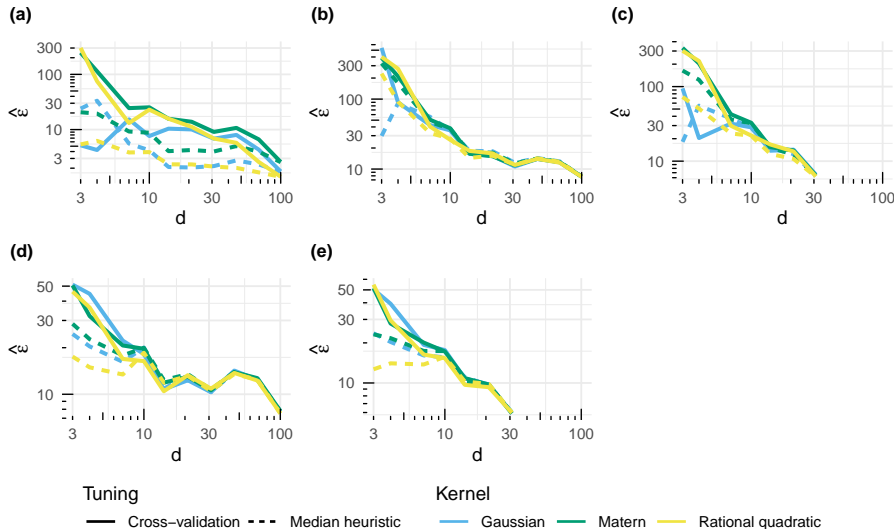 (a)
300
100
30
10
3
ε̂
3
10
30
100
d
(b)
300
100
30
10
ε̂
3
10
30
100
d
(c)
300
100
30
10
ε̂
3
10
30
100
d
(d)
50
30
10
ε̂
3
10
30
100
d
(e)
50
30
10
ε̂
3
10
30
100
d
Tuning
Cross−validation
Median heuristic
Kernel
Gaussian
Matern
Rational quadratic